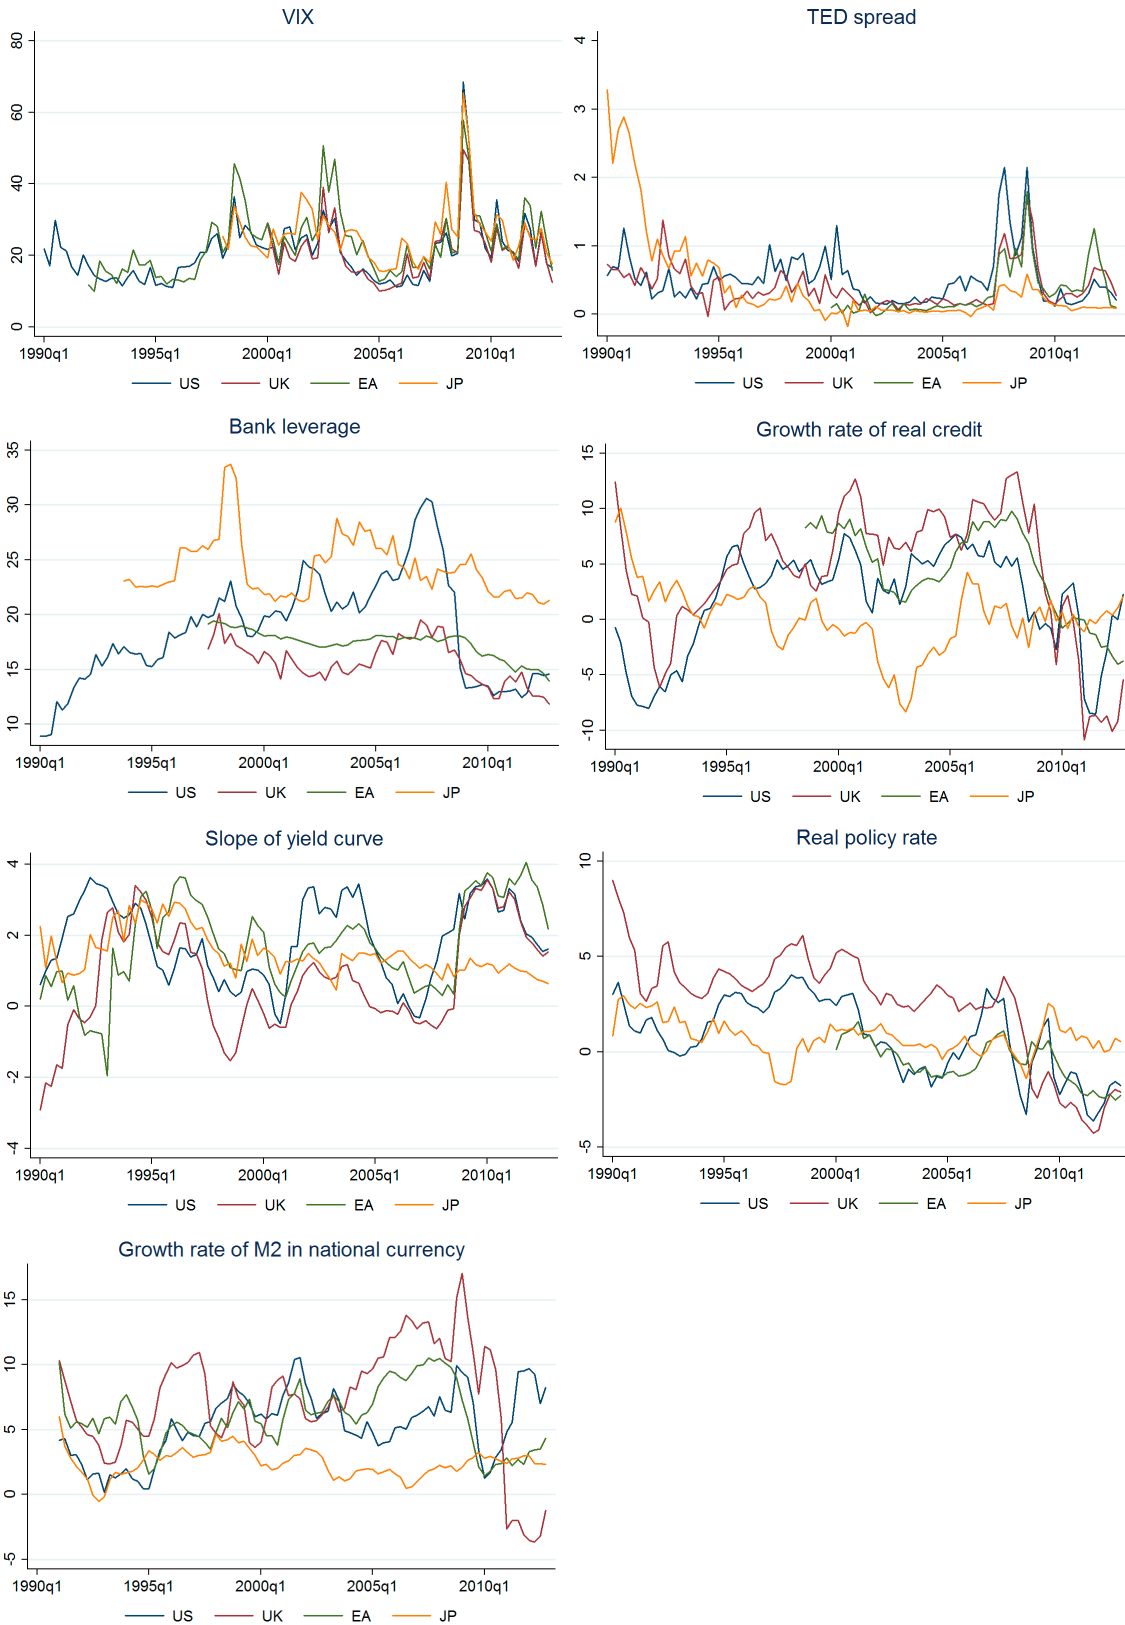 VIX
80
60
40
20
0
1990q1 1995q1 2000q1 2005q1 2010q1
US UK EA JP
TED spread
4
3
2
1
0
1990q1 1995q1 2000q1 2005q1 2010q1
US UK EA JP
Bank leverage
35
30
25
20
15
10
1990q1 1995q1 2000q1 2005q1 2010q1
US UK EA JP
Growth rate of real credit
15
10
5
0
-5
-10
1990q1 1995q1 2000q1 2005q1 2010q1
US UK EA JP
Slope of yield curve
4
2
0
-2
-4
1990q1 1995q1 2000q1 2005q1 2010q1
US UK EA JP
Real policy rate
10
5
0
-5
1990q1 1995q1 2000q1 2005q1 2010q1
US UK EA JP
Growth rate of M2 in national currency
15
10
5
0
-5
1990q1 1995q1 2000q1 2005q1 2010q1
US UK EA JP